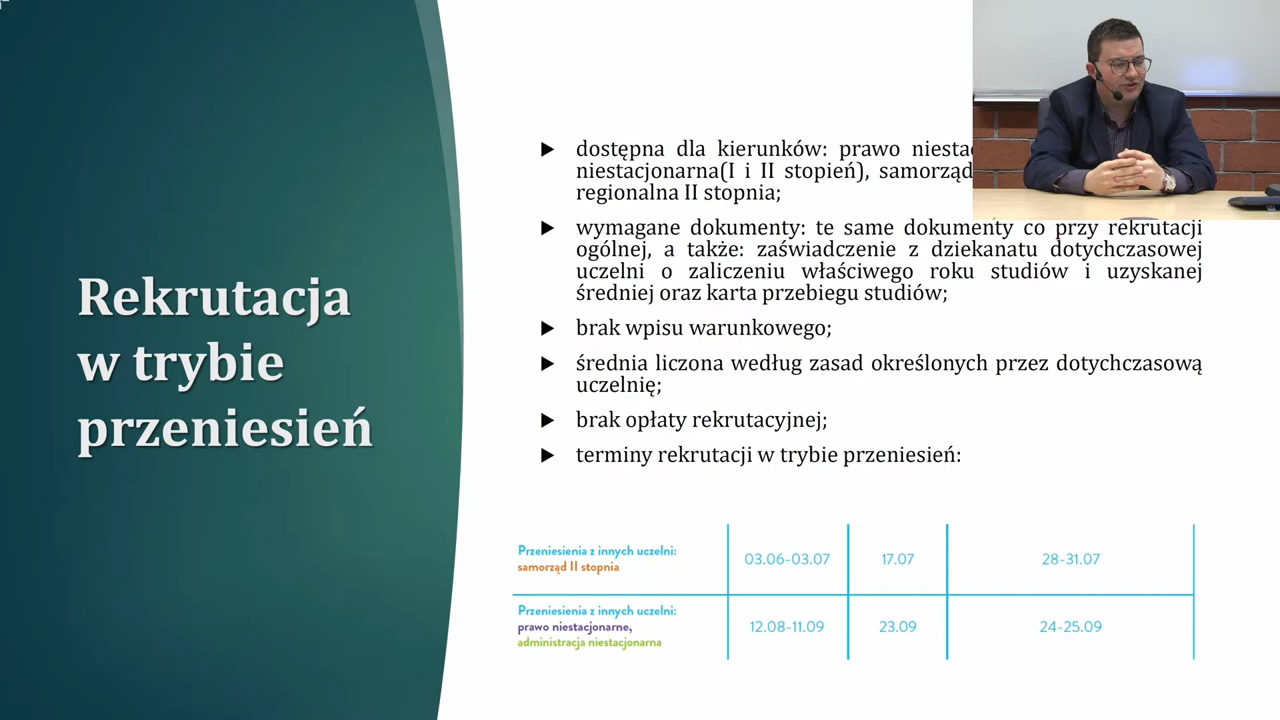 Rekrutacja
w trybie
przeniesień
dostępna dla kierunków: prawo
niestacjonarna(I i II stopień), samorząd
regionalna II stopnia;
wymagane dokumenty: te same dokumenty co przy rekrutacji
ogólnej, a także: zaświadczenie z dziekanatu dotychczasowej
uczelni o zaliczeniu właściwego roku studiów i uzyskanej
średniej oraz karta przebiegu studiów;
brak wpisu warunkowego;
średnia liczona według zasad określonych przez dotychczasową
uczelnię;
brak opłaty rekrutacyjnej;
terminy rekrutacji w trybie przeniesień:
Przeniesienia z innych uczelni:
samorząd II stopnia
03.06-03.07
17.07
28-31.07
Przeniesienia z innych uczelni:
prawo niestacjonarne,
administracja niestacjonarna
12.08-11.09
23.09
24-25.09